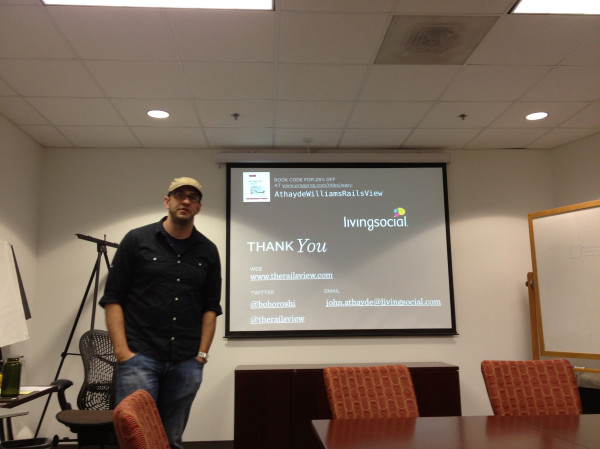 BOOK CODE FOR 25% OFF
AthaydeWilliamsRailsView
livingsocial
THANK You
WEB
www.therailsview.com
TWITTER
EMAIL
@boboroshi
john.athayde@livingsocial.com
@therailsview